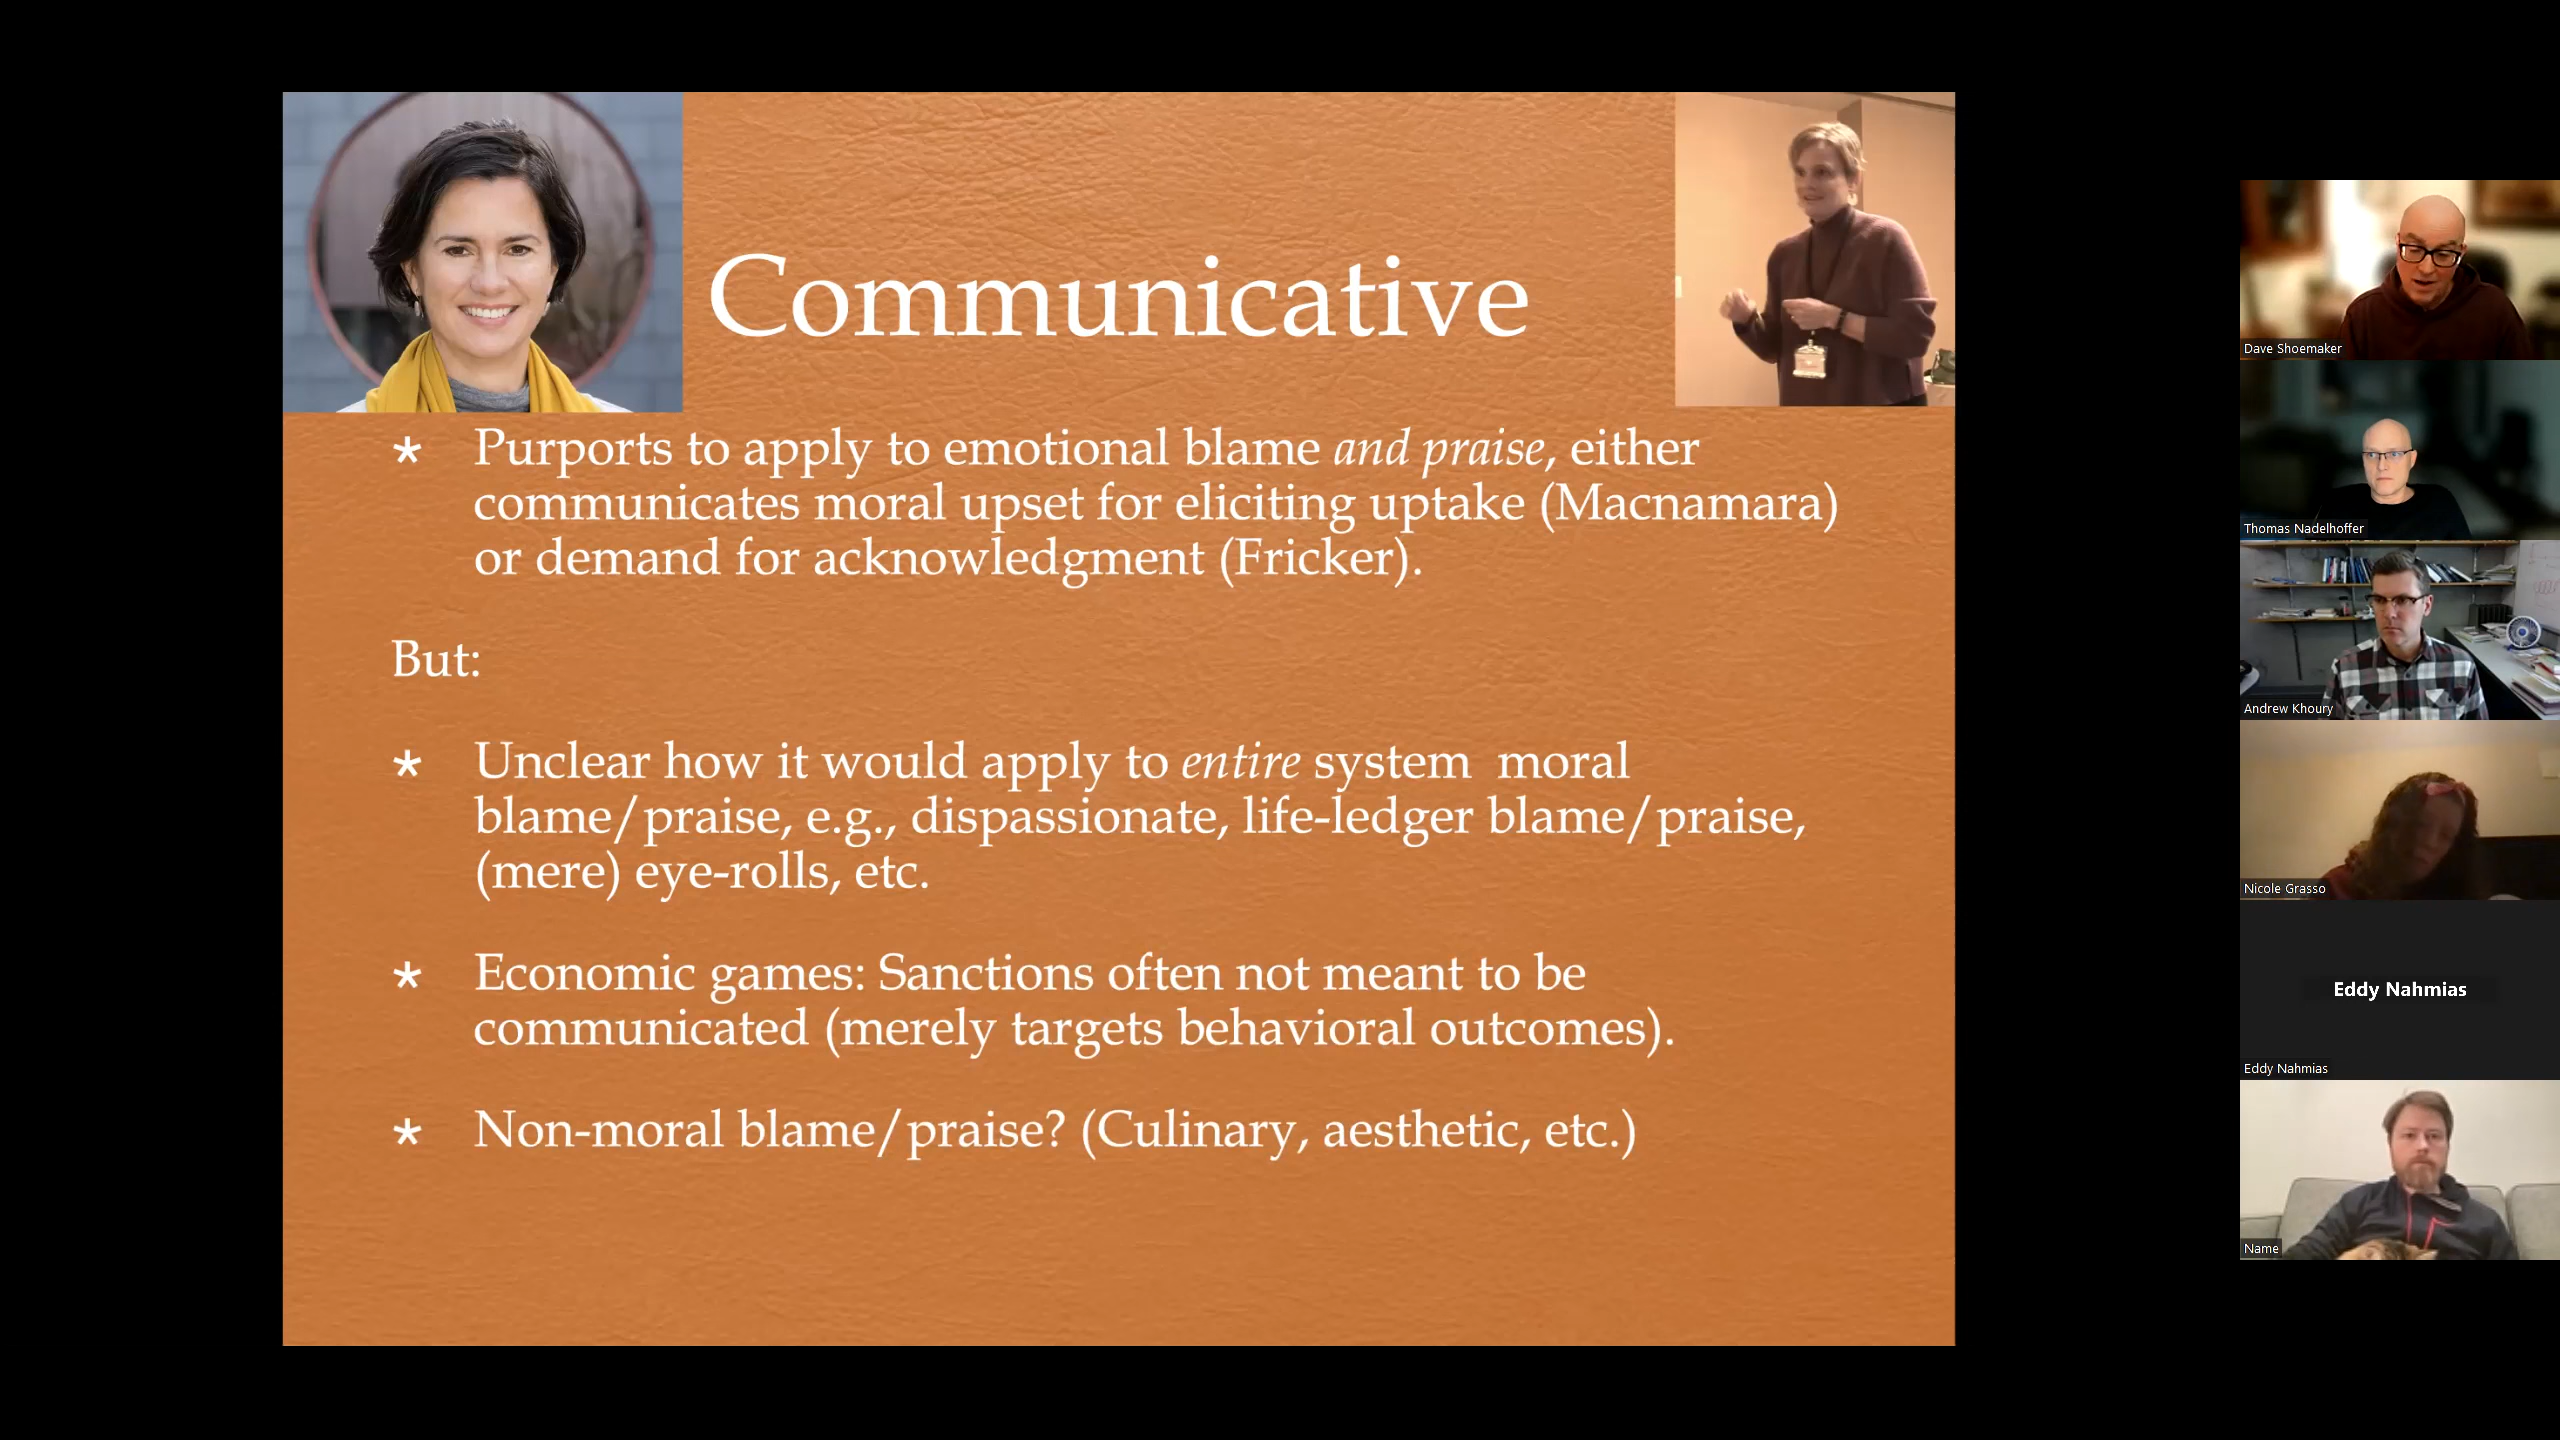 Communicative
* Purports to apply to emotional blame and praise, either
communicates moral upset for eliciting uptake (Macnamara)
or demand for acknowledgment (Fricker).
But:
* Unclear how it would apply to entire system  moral
blame/praise, e.g., dispassionate, life-ledger blame/praise,
(mere) eye-rolls, etc.
* Economic games: Sanctions often not meant to be
communicated (merely targets behavioral outcomes).
* Non-moral blame/praise? (Culinary, aesthetic, etc.)
Dave Shoemaker
Thomas Nadelhoffer
Andrew Khoury
Nicole Grasso
Eddy Nahmias
Eddy Nahmias
Name